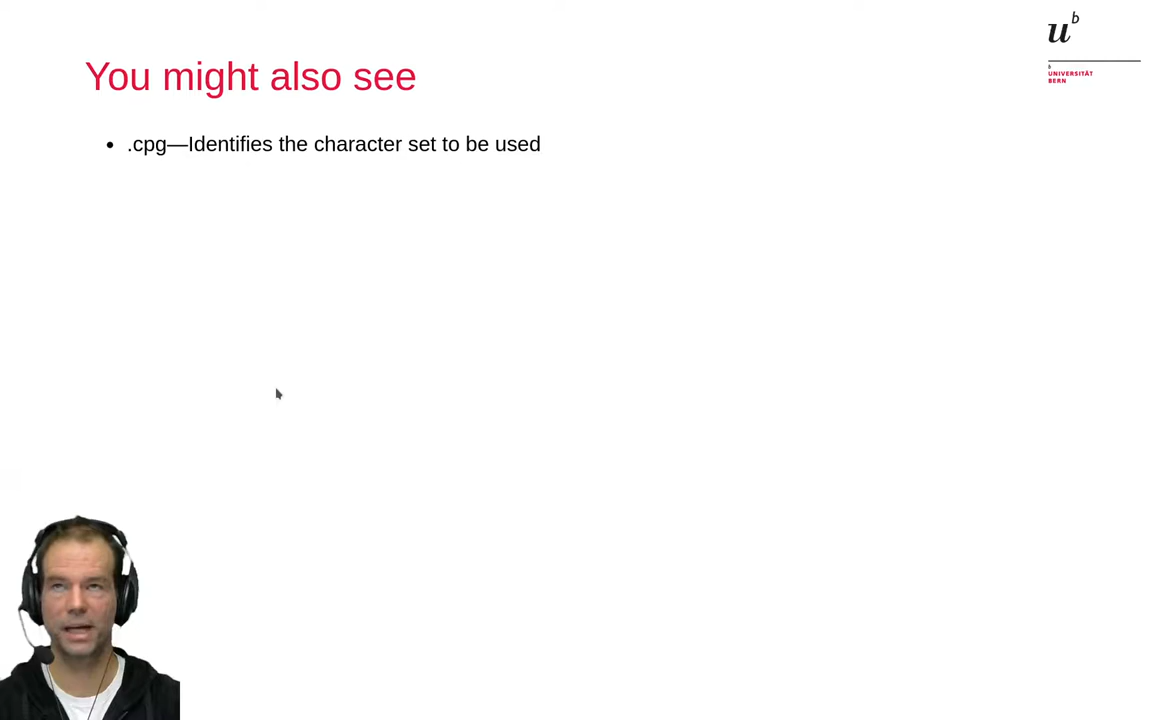 u^b
You might also see
b
UNIVERSITÄT
BERN
• .cpg—Identifies the character set to be used